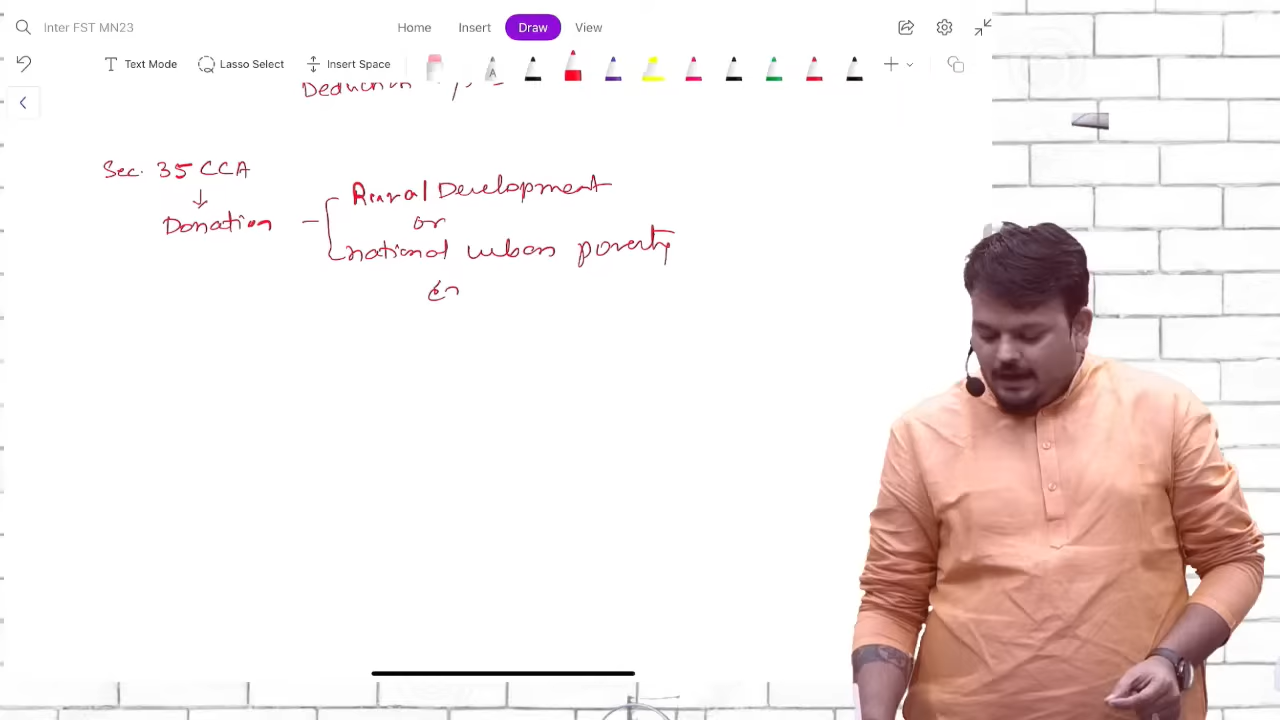 Inter FST MN23
Home Insert Draw View
Text Mode Lasso Select Insert Space
Deduction
Sec. 35 CCA
↓
Donation - Rural Development
or
national urban poverty
er